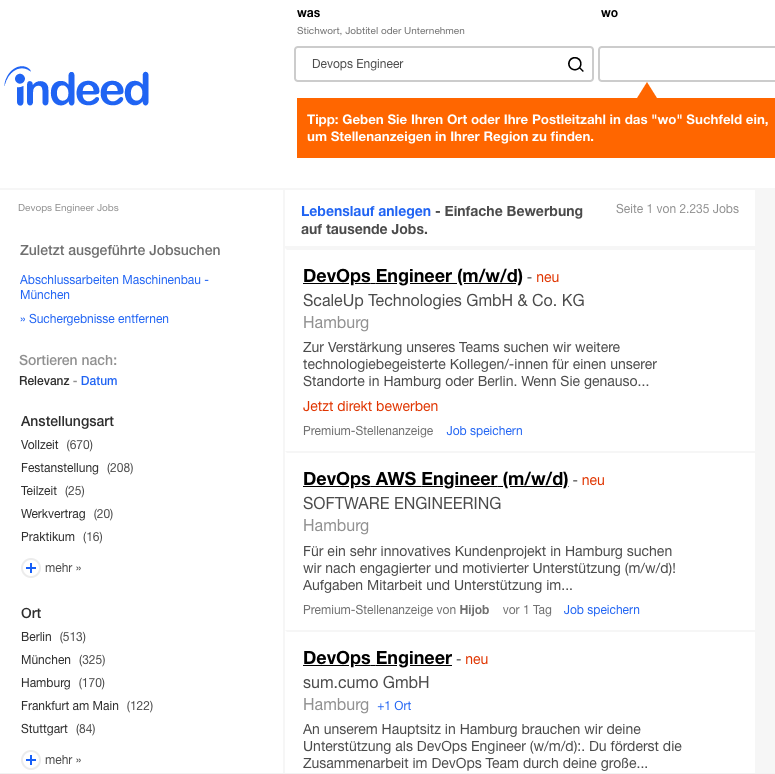 was
wo
Stichwort, Jobtitel oder Unternehmen
indeed
Devops Engineer
Tipp: Geben Sie Ihren Ort oder Ihre Postleitzahl in das "wo" Suchfeld ein,
um Stellenanzeigen in Ihrer Region zu finden.
Devops Engineer Jobs
Zuletzt ausgeführte Jobsuchen
Abschlussarbeiten Maschinenbau -
München
» Suchergebnisse entfernen
Sortieren nach:
Relevanz - Datum
Anstellungsart
Vollzeit (670)
Festanstellung (208)
Teilzeit (25)
Werkvertrag (20)
Praktikum (16)
mehr »
Ort
Berlin (513)
München (325)
Hamburg (170)
Frankfurt am Main (122)
Stuttgart (84)
mehr »
Lebenslauf anlegen - Einfache Bewerbung
auf tausende Jobs.
Seite 1 von 2.235 Jobs
DevOps Engineer (m/w/d) - neu
ScaleUp Technologies GmbH & Co. KG
Hamburg
Zur Verstärkung unseres Teams suchen wir weitere
technologiebegeisterte Kollegen/-innen für einen unserer
Standorte in Hamburg oder Berlin. Wenn Sie genauso...
Jetzt direkt bewerben
Premium-Stellenanzeige Job speichern
DevOps AWS Engineer (m/w/d) - neu
SOFTWARE ENGINEERING
Hamburg
Für ein sehr innovatives Kundenprojekt in Hamburg suchen
wir nach engagierter und motivierter Unterstützung (m/w/d)!
Aufgaben Mitarbeit und Unterstützung im...
Premium-Stellenanzeige von Hijob vor 1 Tag Job speichern
DevOps Engineer - neu
sum.cumo GmbH
Hamburg +1 Ort
An unserem Hauptsitz in Hamburg brauchen wir deine
Unterstützung als DevOps Engineer (w/m/d):. Du förderst die
Zusammenarbeit im DevOps Team durch deine große...